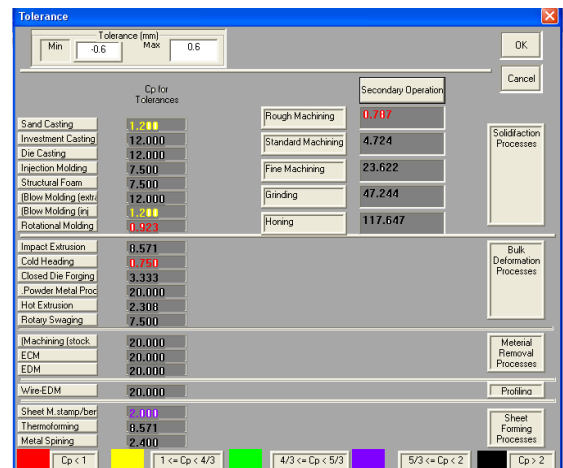 Tolerance
Tolerance (mm)
Min -0.6 Max 0.6
OK
Cancel
Cp for
Tolerances
Secondary Operation
Rough Machining 0.787
Standard Machining 4.724
Fine Machining 23.622
Grinding 47.244
Honing 117.647
Sand Casting 1.200
Investment Casting 12.000
Die Casting 12.000
Injection Molding 7.500
Structural Foam 7.500
(Blow Molding (extra 12.000
(Blow Molding (inj 1.200
Rotational Molding 0.923
Solidifaction
Processes
Impact Extrusion 8.571
Cold Heading 0.750
Closed Die Forging 3.333
.Powder Metal Proc 20.000
Hot Extrusion 2.308
Rotary Swaging 7.500
Bulk
Deformation
Processes
(Machining (stock 20.000
ECM 20.000
EDM 20.000
Meterial
Removal
Processes
Wire-EDM 20.000
Profiling
Sheet M.stamp/ber 2.000
Thermoforming 8.571
Metal Spining 2.400
Sheet
Forming
Processes
Cp < 1
1 <= Cp < 4/3
4/3 <= Cp < 5/3
5/3 <= Cp < 2
Cp > 2